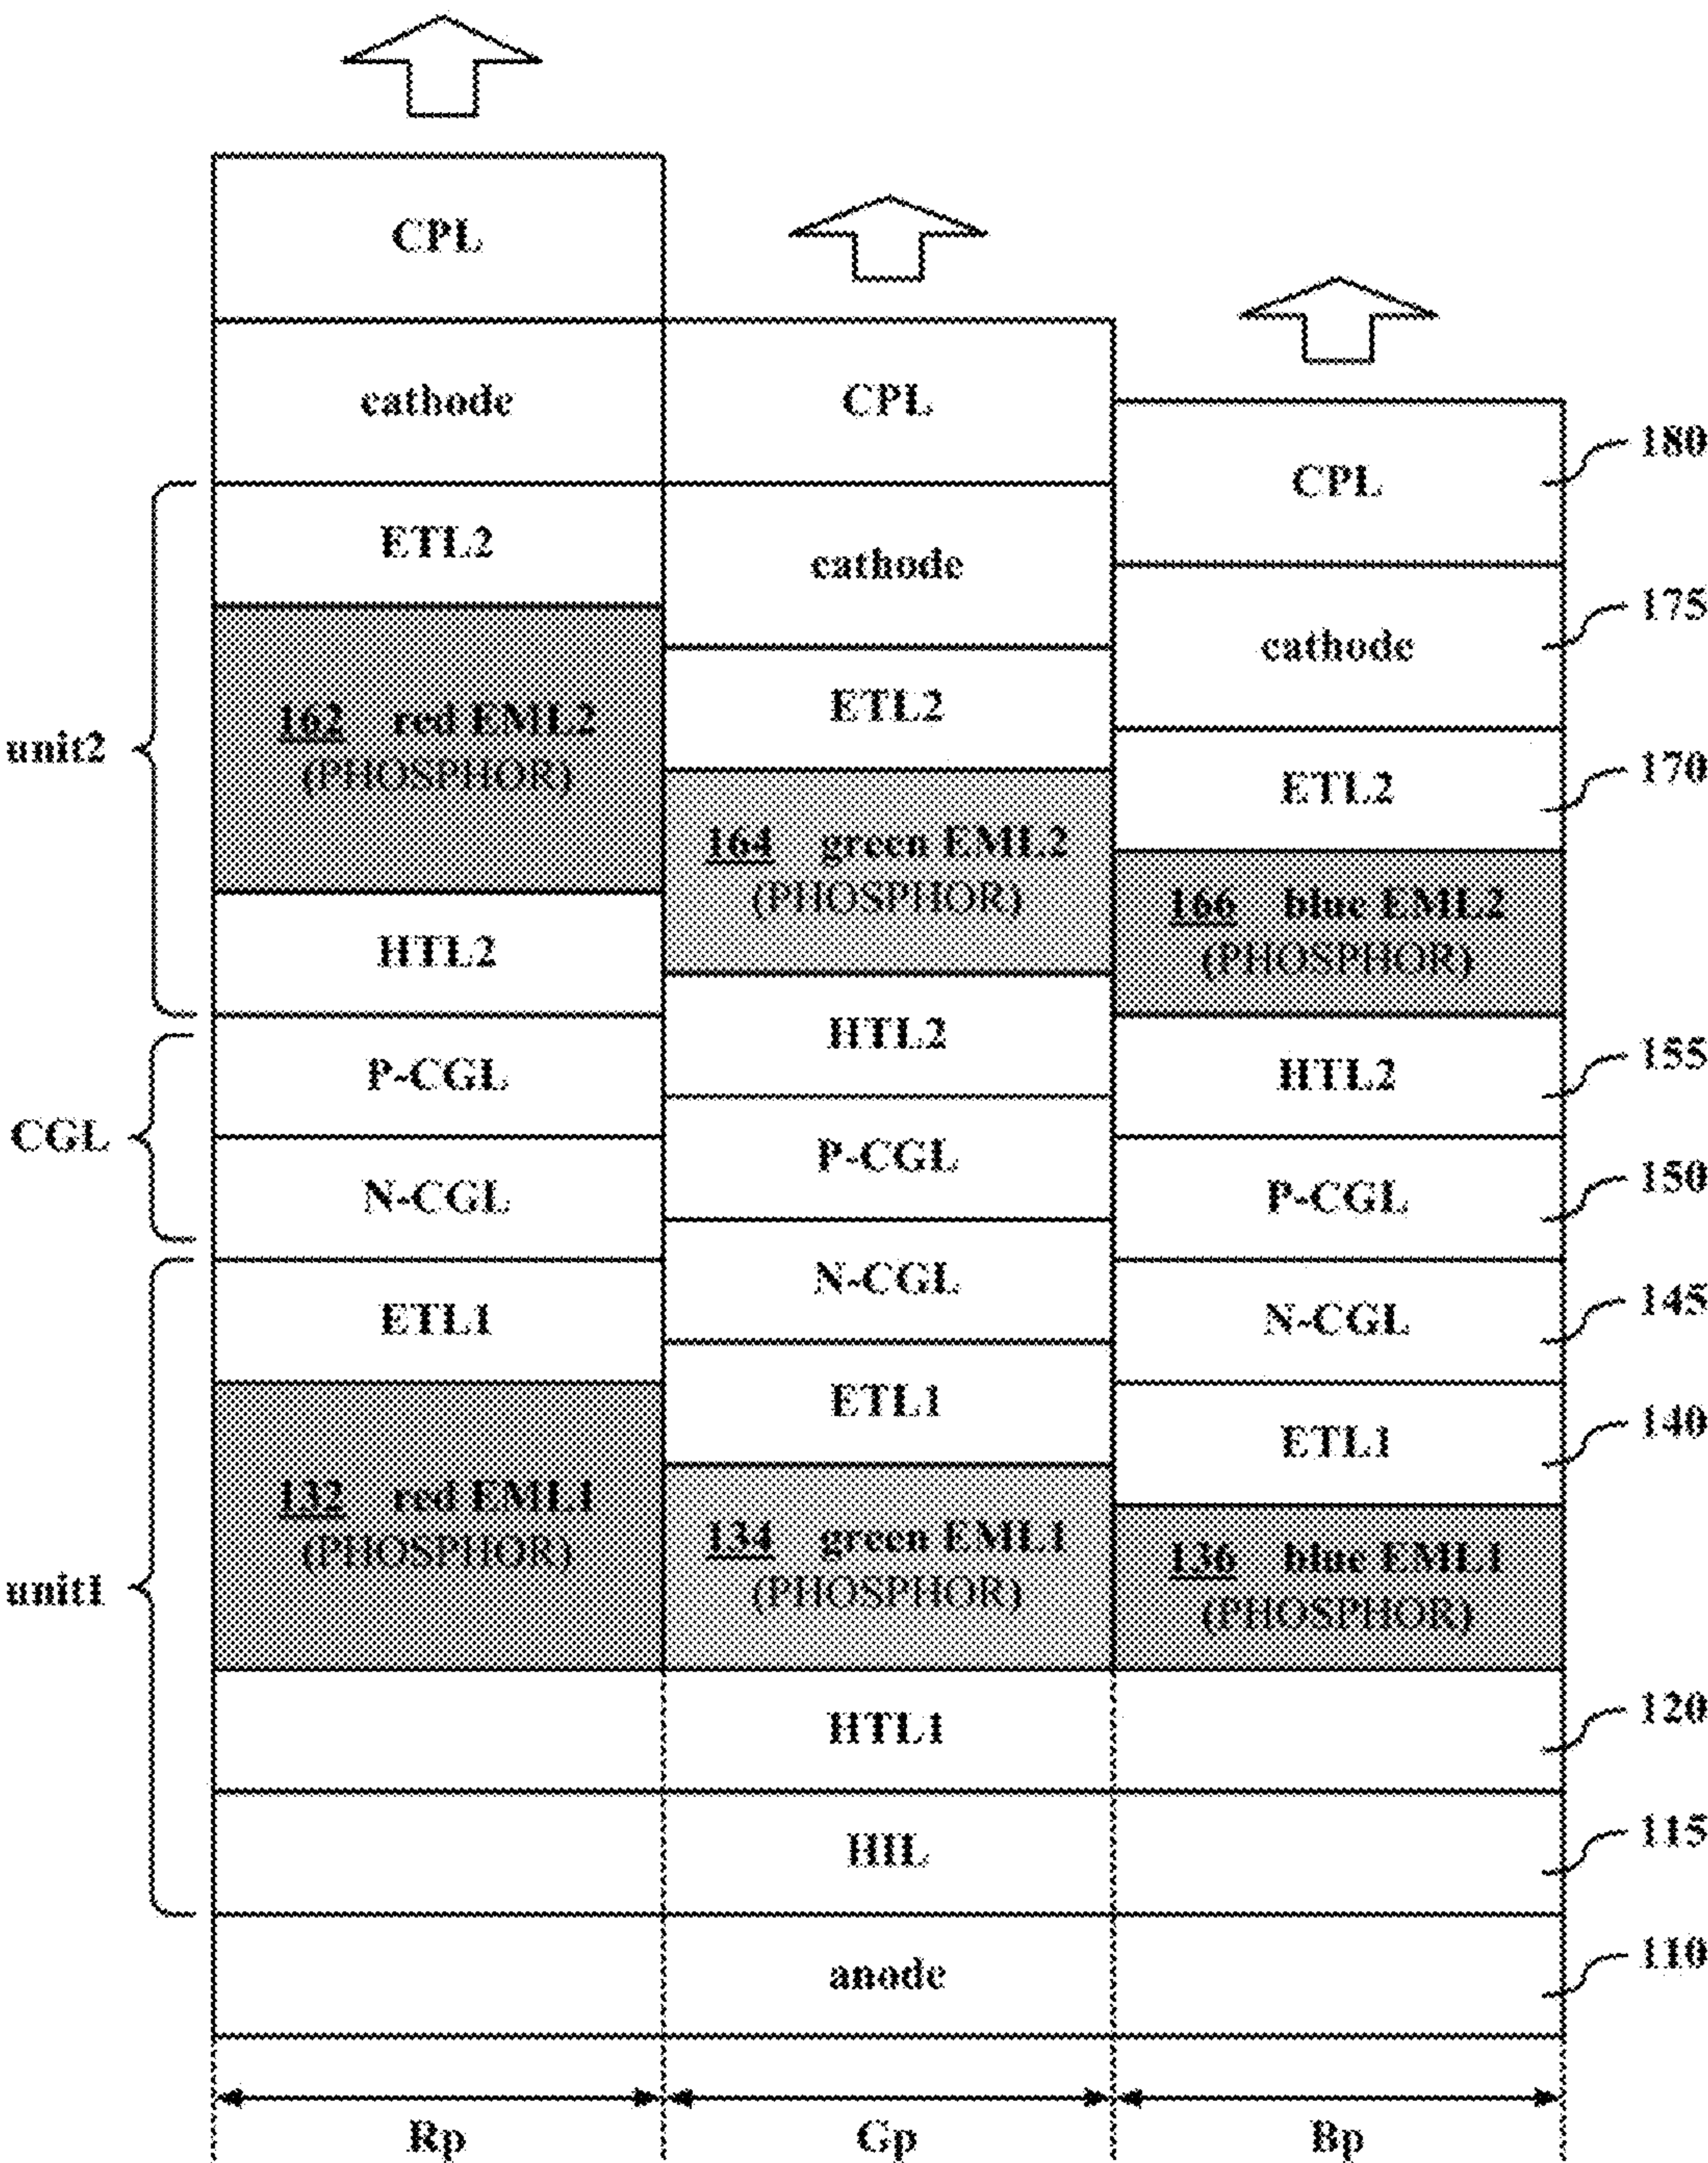 CPL
cathode
CPL
180
CPL
ETL2
cathode
175
cathode
162 red EML2
(PHOSPHOR)
ETL2
unit2
ETL2
170
164 green EML2
(PHOSPHOR)
166 blue EML2
(PHOSPHOR)
HTL2
HTL2
HTL2
155
P-CGL
CGL
P-CGL
P-CGL
150
N-CGL
N-CGL
N-CGL
145
ETL1
ETL1
ETL1
140
132 red EML1
(PHOSPHOR)
134 green EML1
(PHOSPHOR)
136 blue EML1
(PHOSPHOR)
unit1
HTL1
120
HIL
115
anode
110
Rp
Gp
Bp